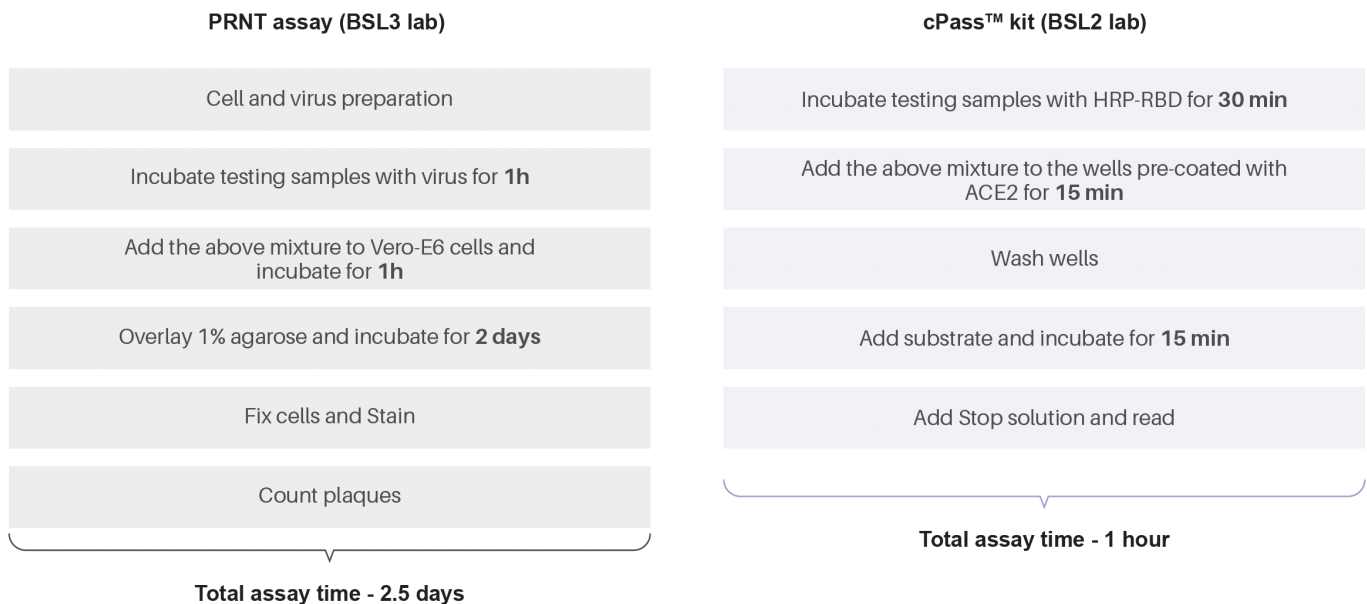 PRNT assay (BSL3 lab)
Cell and virus preparation
Incubate testing samples with virus for 1h
Add the above mixture to Vero-E6 cells and
incubate for 1h
Overlay 1% agarose and incubate for 2 days
Fix cells and Stain
Count plaques
Total assay time - 2.5 days
cPass™ kit (BSL2 lab)
Incubate testing samples with HRP-RBD for 30 min
Add the above mixture to the wells pre-coated with
ACE2 for 15 min
Wash wells
Add substrate and incubate for 15 min
Add Stop solution and read
Total assay time - 1 hour